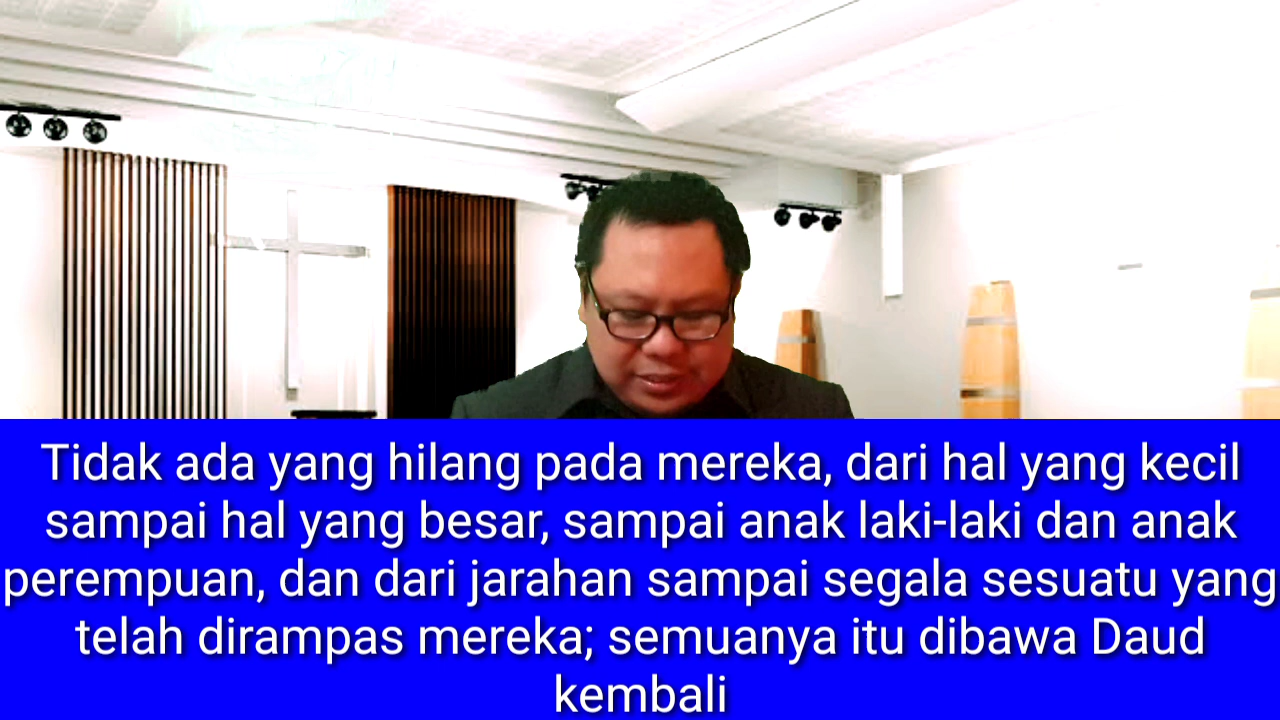 Tidak ada yang hilang pada mereka, dari hal yang kecil
sampai hal yang besar, sampai anak laki-laki dan anak
perempuan, dan dari jarahan sampai segala sesuatu yang
telah dirampas mereka; semuanya itu dibawa Daud
kembali